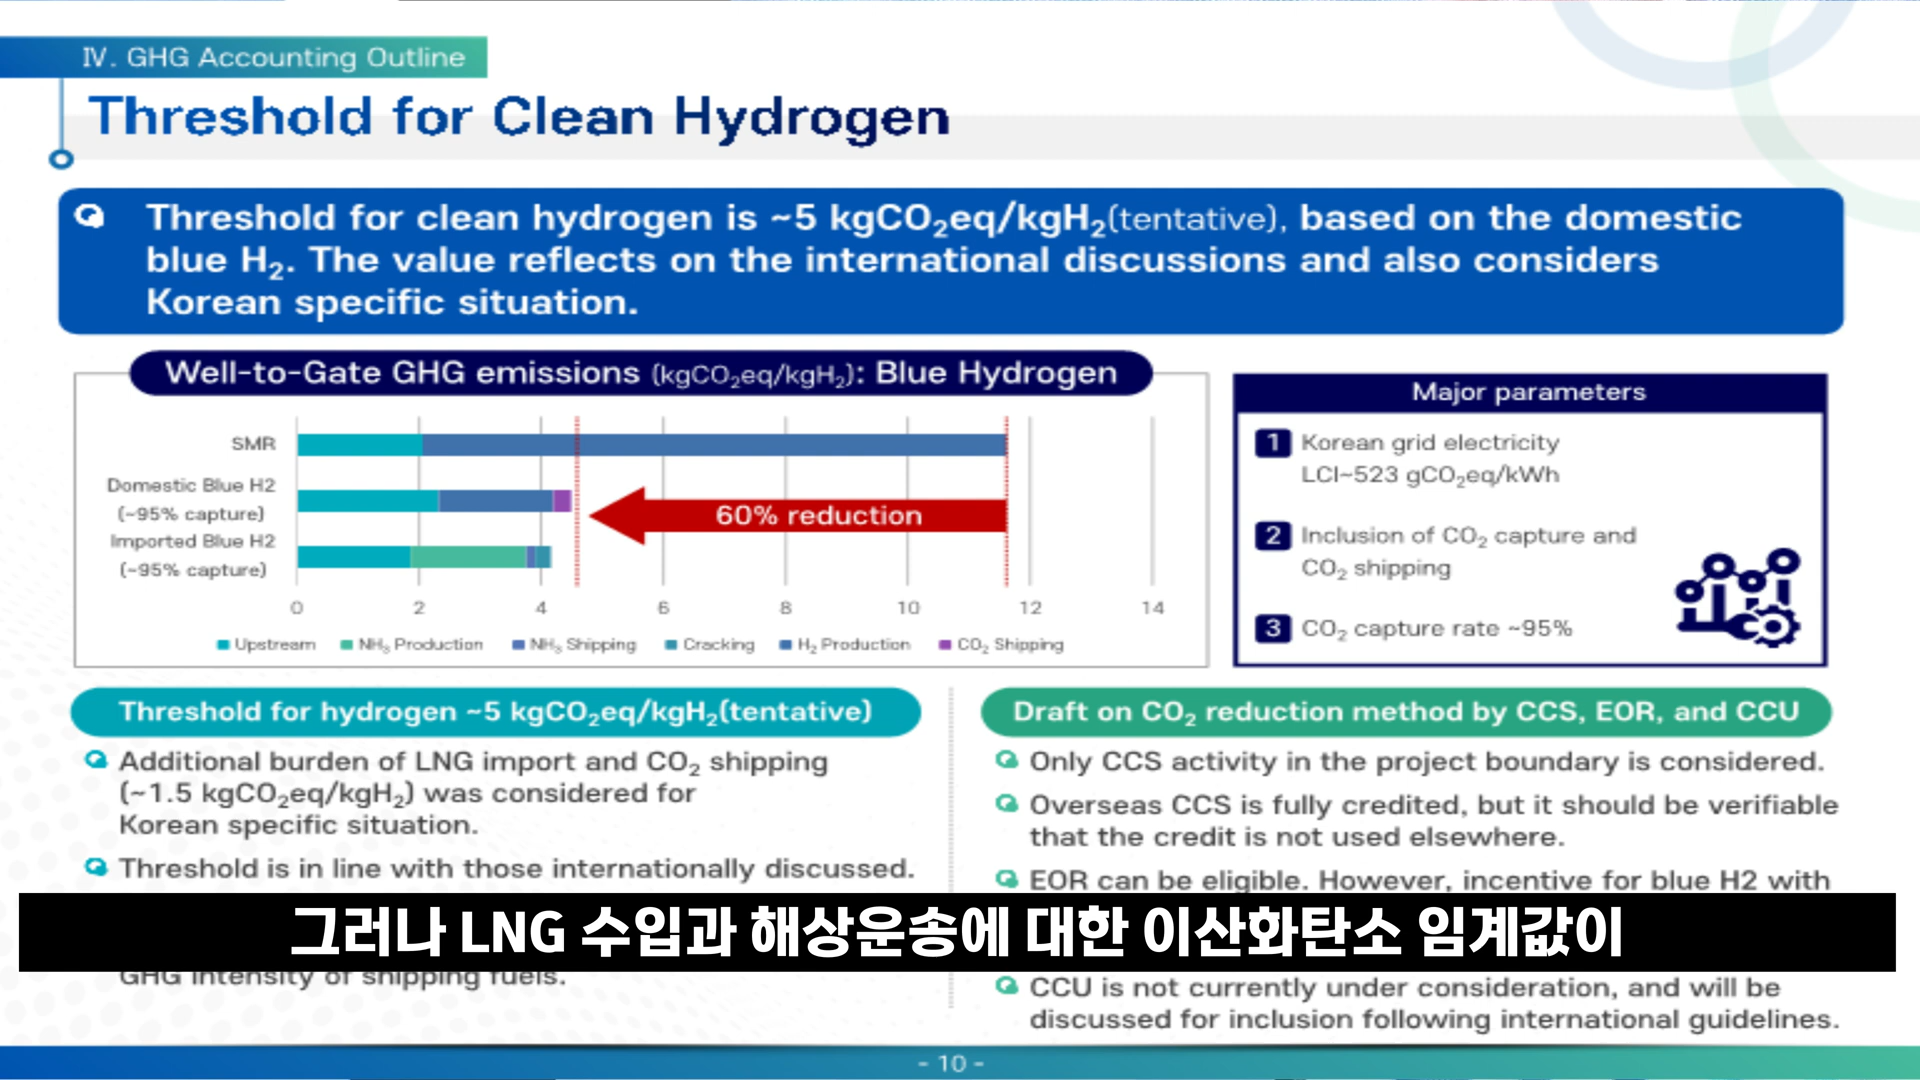 Ⅳ. GHG Accounting Outline
Threshold for Clean Hydrogen
Threshold for clean hydrogen is ~5 kgCO₂eq/kgH₂(tentative), based on the domestic
blue H₂. The value reflects on the international discussions and also considers
Korean specific situation.
Well-to-Gate GHG emissions (kgCO₂eq/kgH₂): Blue Hydrogen
SMR
Domestic Blue H2
(~95% capture)
Imported Blue H2
(~95% capture)
60% reduction
0 2 4 6 8 10 12 14
Upstream NH₃ Production NH₃ Shipping Cracking H₂ Production CO₂ Shipping
Major parameters
1 Korean grid electricity
LCI~523 gCO₂eq/kWh
2 Inclusion of CO₂ capture and
CO₂ shipping
3 CO₂ capture rate ~95%
Threshold for hydrogen ~5 kgCO₂eq/kgH₂(tentative)
Additional burden of LNG import and CO₂ shipping
(~1.5 kgCO₂eq/kgH₂) was considered for
Korean specific situation.
Threshold is in line with those internationally discussed.
GHG intensity of shipping fuels.
Draft on CO₂ reduction method by CCS, EOR, and CCU
Only CCS activity in the project boundary is considered.
Overseas CCS is fully credited, but it should be verifiable
that the credit is not used elsewhere.
EOR can be eligible. However, incentive for blue H2 with
CCU is not currently under consideration, and will be
discussed for inclusion following international guidelines.
그러나 LNG 수입과 해상운송에 대한 이산화탄소 임계값이
- 10 -